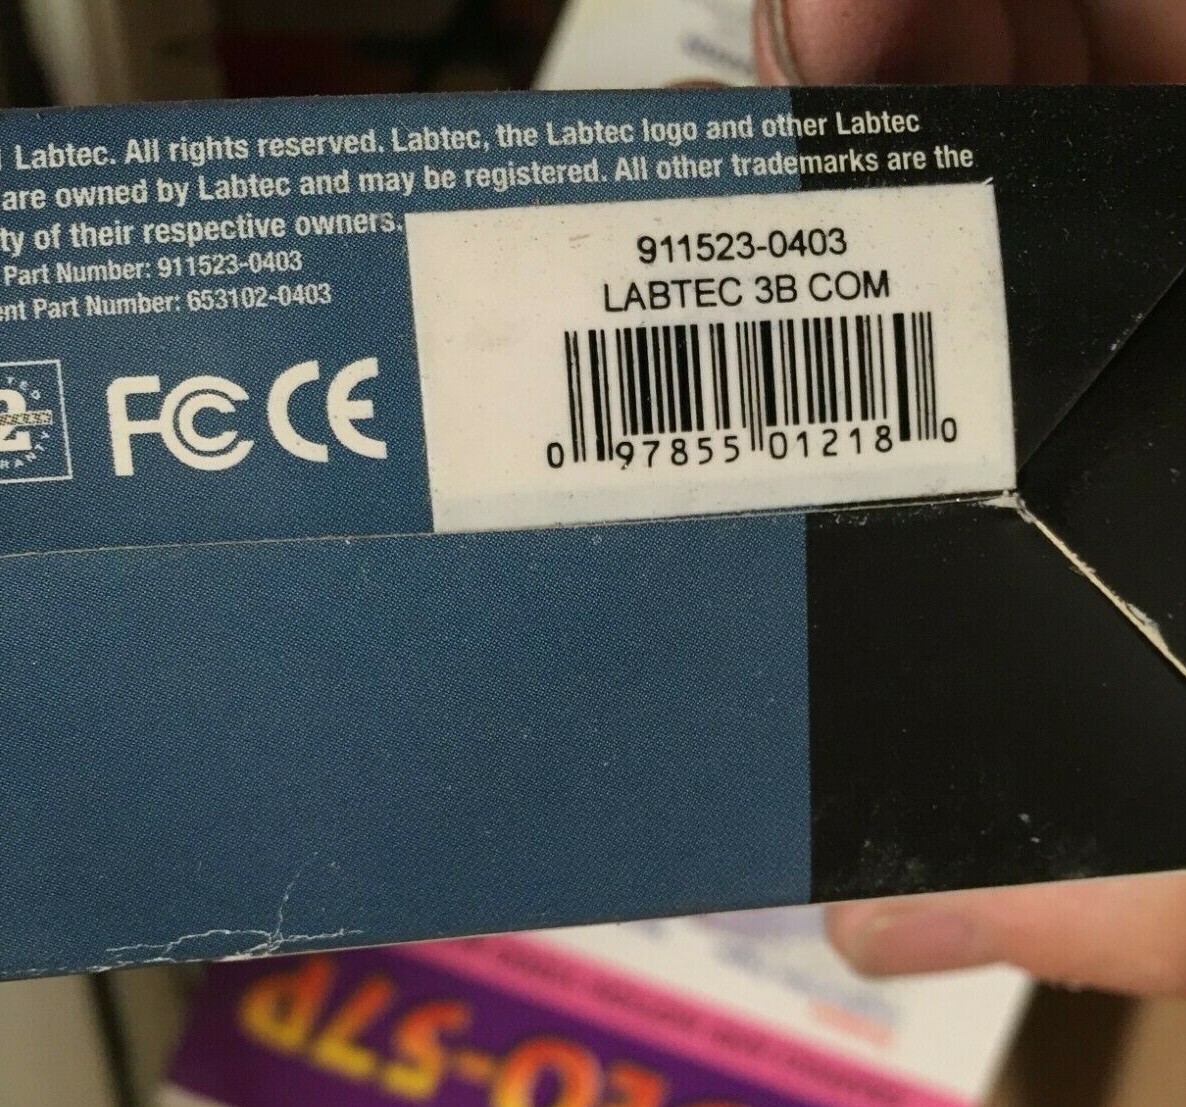 Labtec. All rights reserved. Labtec, the Labtec logo and other Labtec
are owned by Labtec and may be registered. All other trademarks are the
ty of their respective owners.
Part Number: 911523-0403
ent Part Number: 653102-0403
FC CE
911523-0403
LABTEC 3B COM
0 97855 01218 0